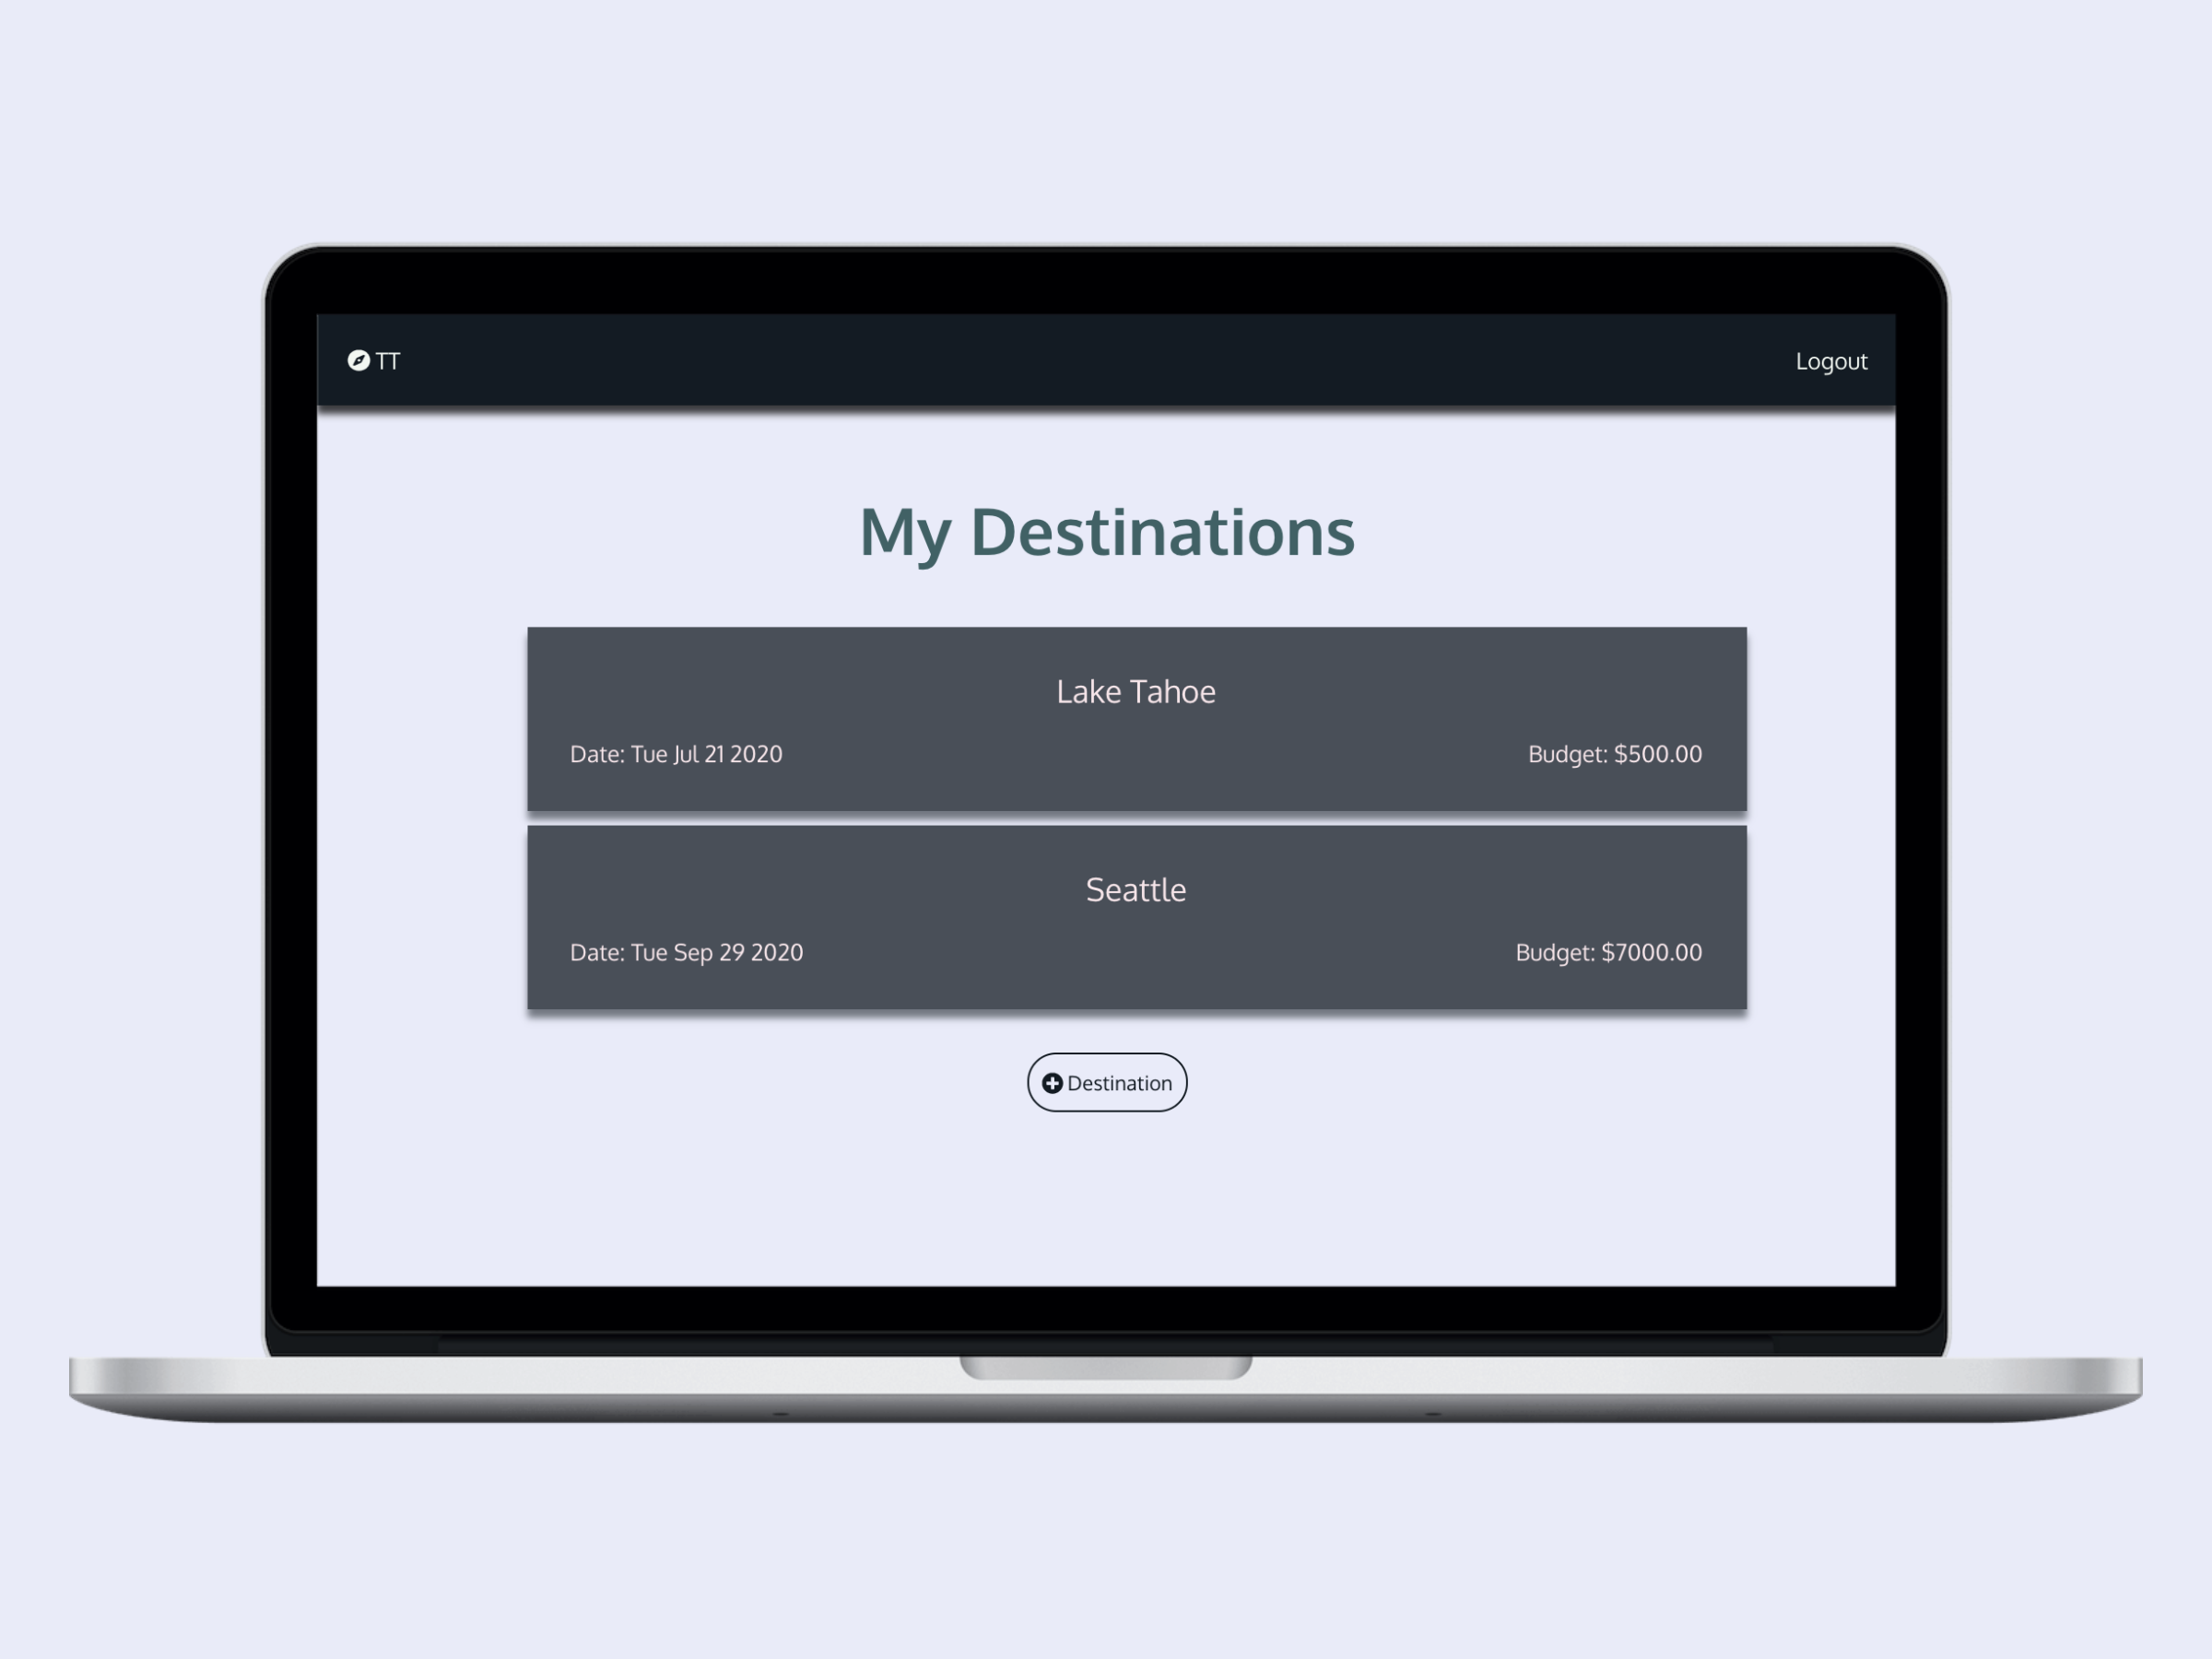 TT
Logout
My Destinations
Lake Tahoe
Date: Tue Jul 21 2020
Budget: $500.00
Seattle
Date: Tue Sep 29 2020
Budget: $7000.00
Destination